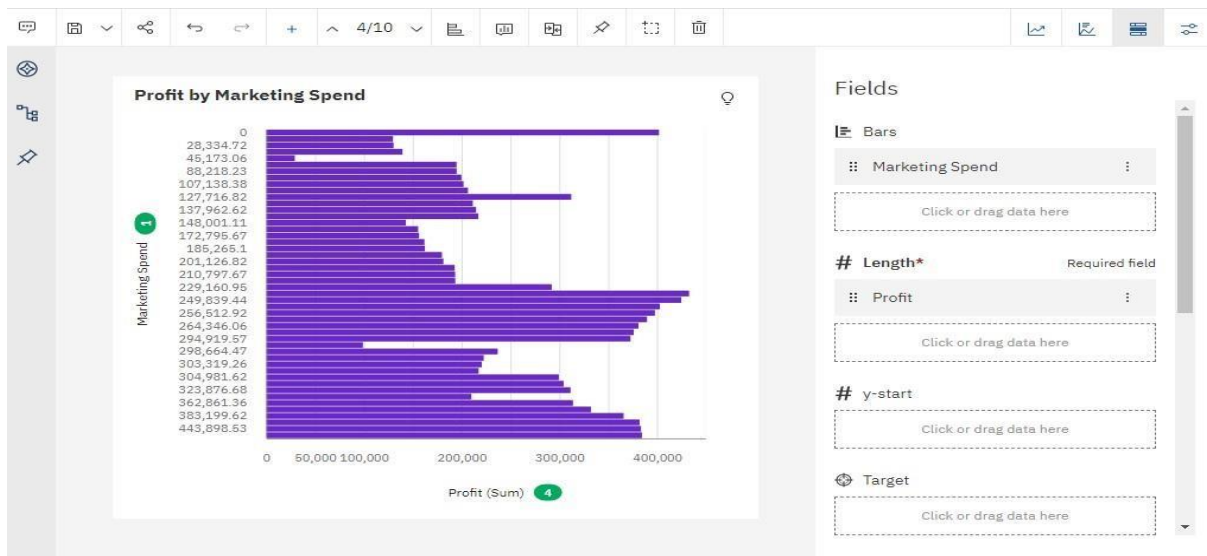 4/10
Profit by Marketing Spend
0
28,334.72
45,173.06
88,218.23
107,138.38
127,716.82
137,962.62
148,001.11
172,795.67
185,265.1
201,126.82
210,797.67
229,160.95
249,839.44
256,512.92
264,346.06
294,919.57
298,664.47
303,319.26
304,981.62
323,876.68
362,861.36
383,199.62
443,898.53
Marketing Spend 1
0 50,000 100,000 200,000 300,000 400,000
Profit (Sum) 4
Fields
Bars
Marketing Spend
Click or drag data here
# Length* Required field
Profit
Click or drag data here
# y-start
Click or drag data here
Target
Click or drag data here